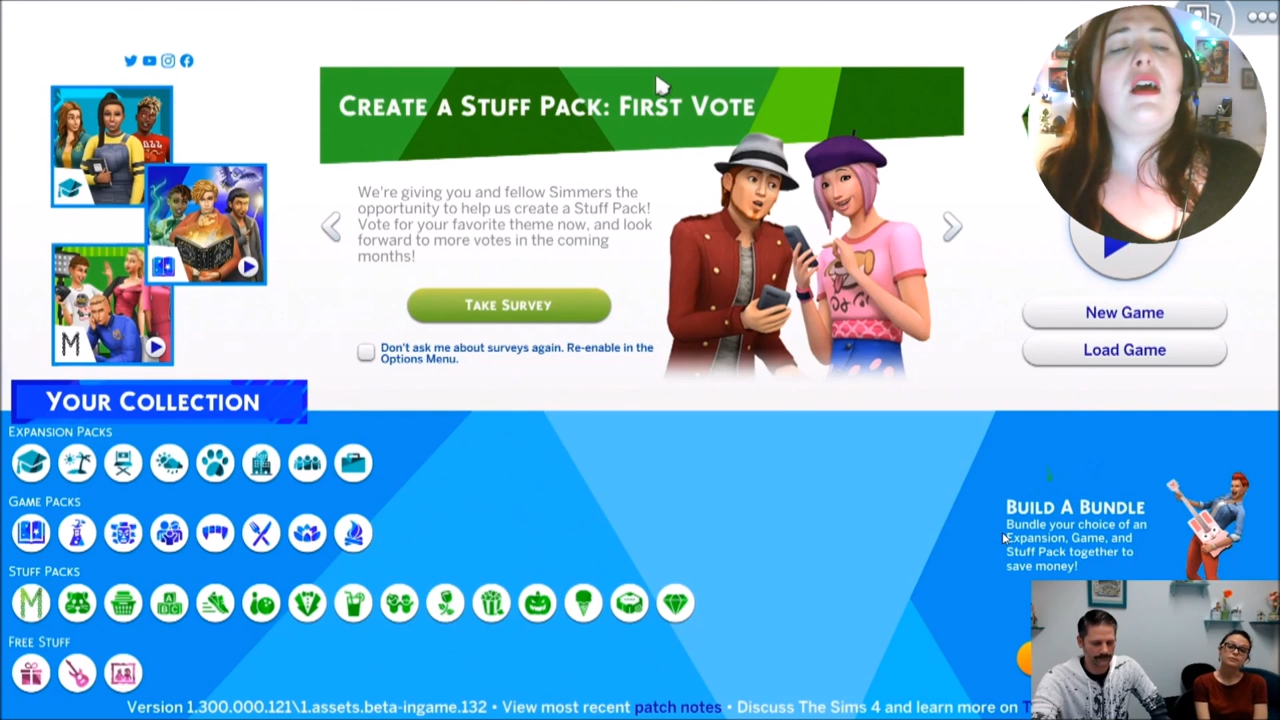 CREATE A STUFF PACK: FIRST VOTE
We're giving you and fellow Simmers the
opportunity to help us create a Stuff Pack!
Vote for your favorite theme now, and look
forward to more votes in the coming
months!
TAKE SURVEY
Don't ask me about surveys again. Re-enable in the
Options Menu.
M
New Game
Load Game
YOUR COLLECTION
EXPANSION PACKS
GAME PACKS
STUFF PACKS
M
ABC
FREE STUFF
BUILD A BUNDLE
Bundle your choice of an
Expansion, Game, and
Stuff Pack together to
save money!
Version 1.300.000.121\1.assets.beta-ingame.132 • View most recent patch notes • Discuss The Sims 4 and learn more on T